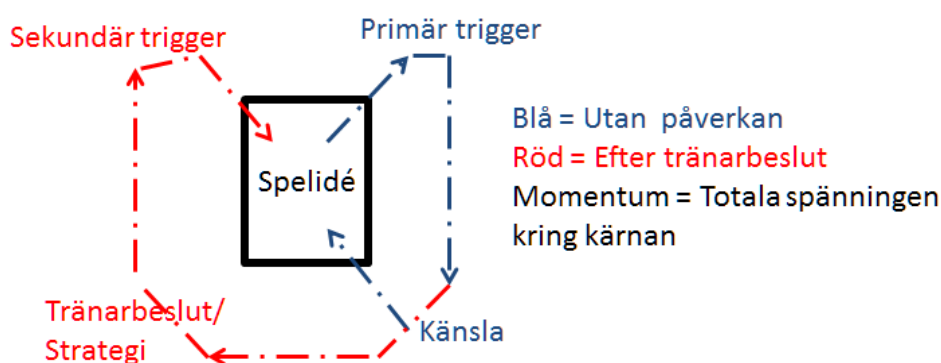 Sekundär trigger
Primär trigger
Blå = Utan påverkan
Röd = Efter tränarbeslut
Momentum = Totala spänningen
kring kärnan
Spelidé
Tränarbeslut/
Strategi
Känsla